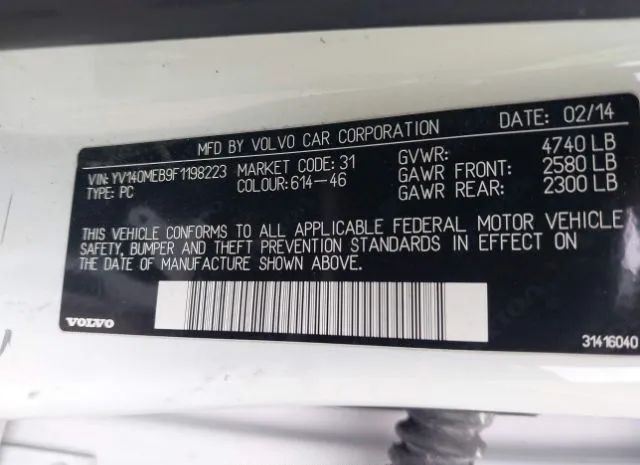 MFD BY VOLVO CAR CORPORATION DATE: 02/14
VIN: YV140MEB9F1198223 MARKET CODE: 31 GVWR: 4740 LB
TYPE: PC COLOUR: 614-46 GAWR FRONT: 2580 LB
GAWR REAR: 2300 LB
THIS VEHICLE CONFORMS TO ALL APPLICABLE FEDERAL MOTOR VEHICLE
SAFETY, BUMPER AND THEFT PREVENTION STANDARDS IN EFFECT ON
THE DATE OF MANUFACTURE SHOWN ABOVE.
VOLVO 31416040